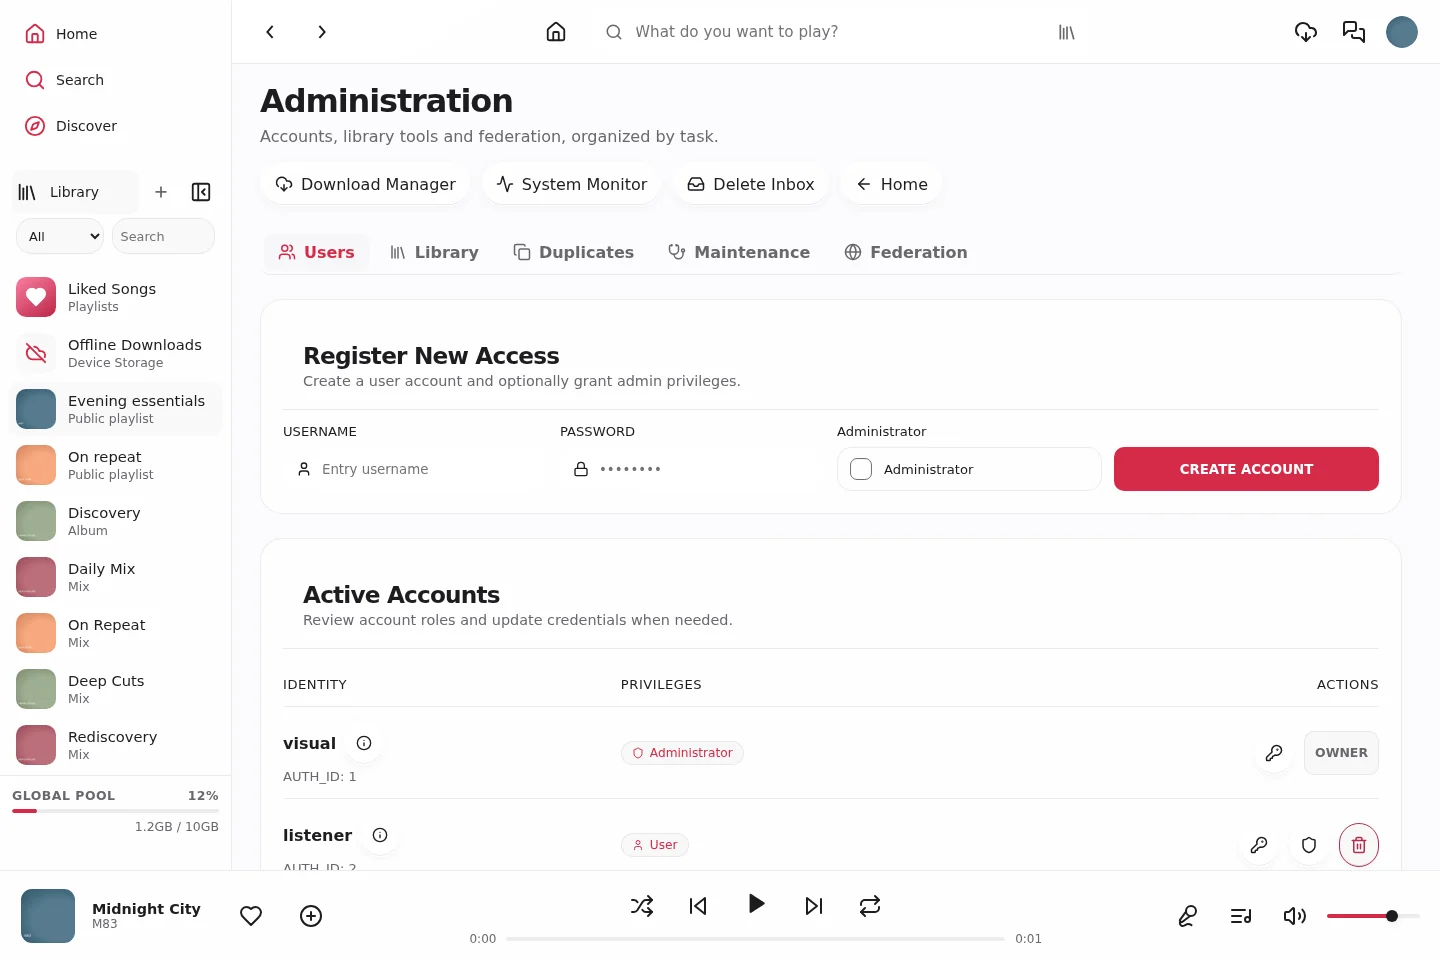 Home
Search
Discover
Library
All
Search
Liked Songs
Playlists
Offline Downloads
Device Storage
Evening essentials
Public playlist
On repeat
Public playlist
Discovery
Album
Daily Mix
Mix
On Repeat
Mix
Deep Cuts
Mix
Rediscovery
Mix
GLOBAL POOL 12%
1.2GB / 10GB
What do you want to play?
Administration
Accounts, library tools and federation, organized by task.
Download Manager System Monitor Delete Inbox Home
Users Library Duplicates Maintenance Federation
Register New Access
Create a user account and optionally grant admin privileges.
USERNAME PASSWORD Administrator
Entry username •••••••• Administrator CREATE ACCOUNT
Active Accounts
Review account roles and update credentials when needed.
IDENTITY PRIVILEGES ACTIONS
visual Administrator OWNER
AUTH_ID: 1
listener User
AUTH_ID: 2
Midnight City
M83
0:00 0:01